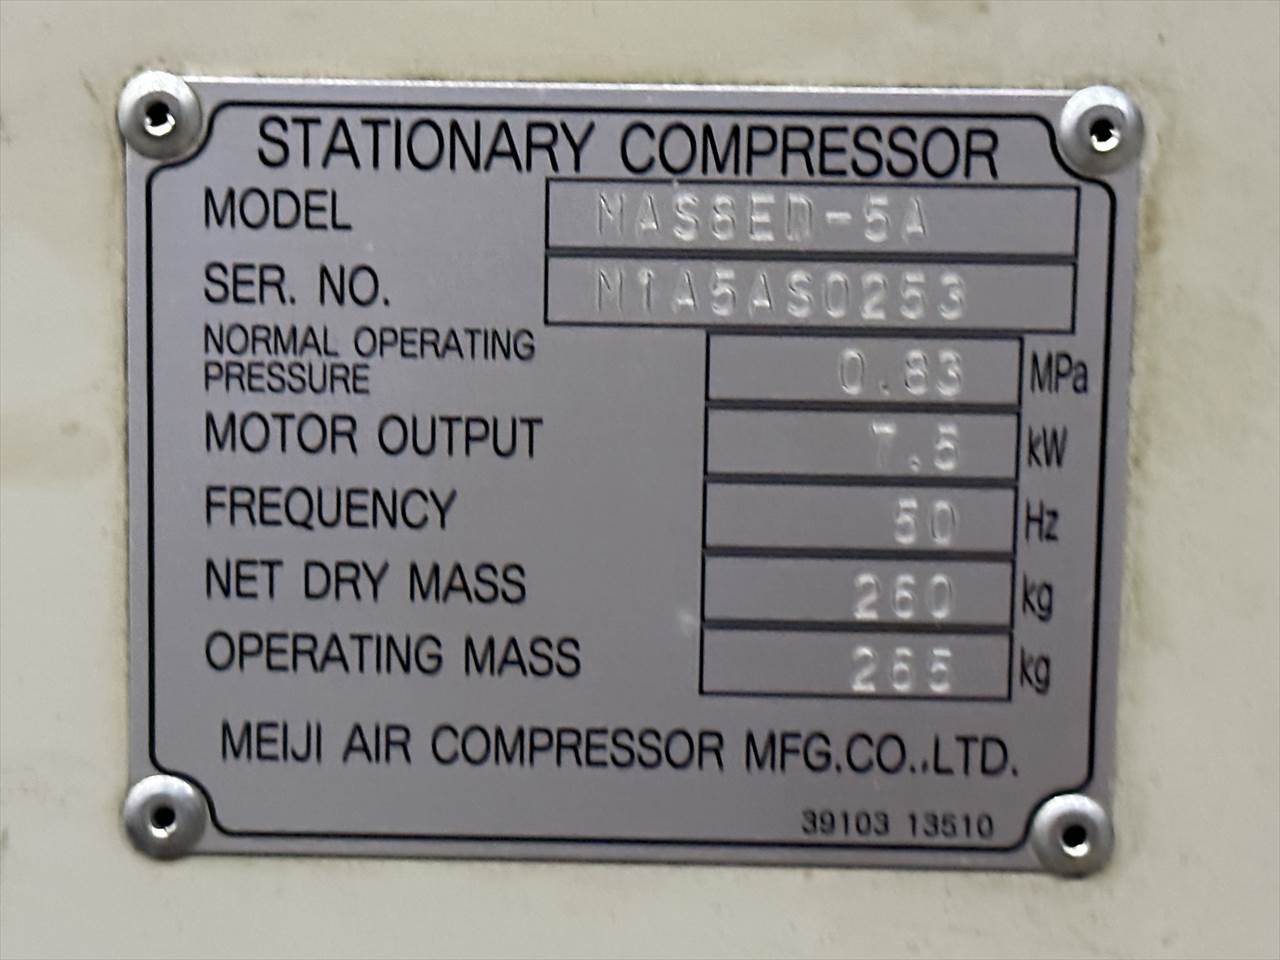 STATIONARY COMPRESSOR
MODEL MAS8ED-5A
SER. NO. M1A5AS0253
NORMAL OPERATING
PRESSURE 0.83 MPa
MOTOR OUTPUT 7.5 kW
FREQUENCY 50 Hz
NET DRY MASS 260 kg
OPERATING MASS 265 kg
MEIJI AIR COMPRESSOR MFG.CO.,LTD.
39103 13510